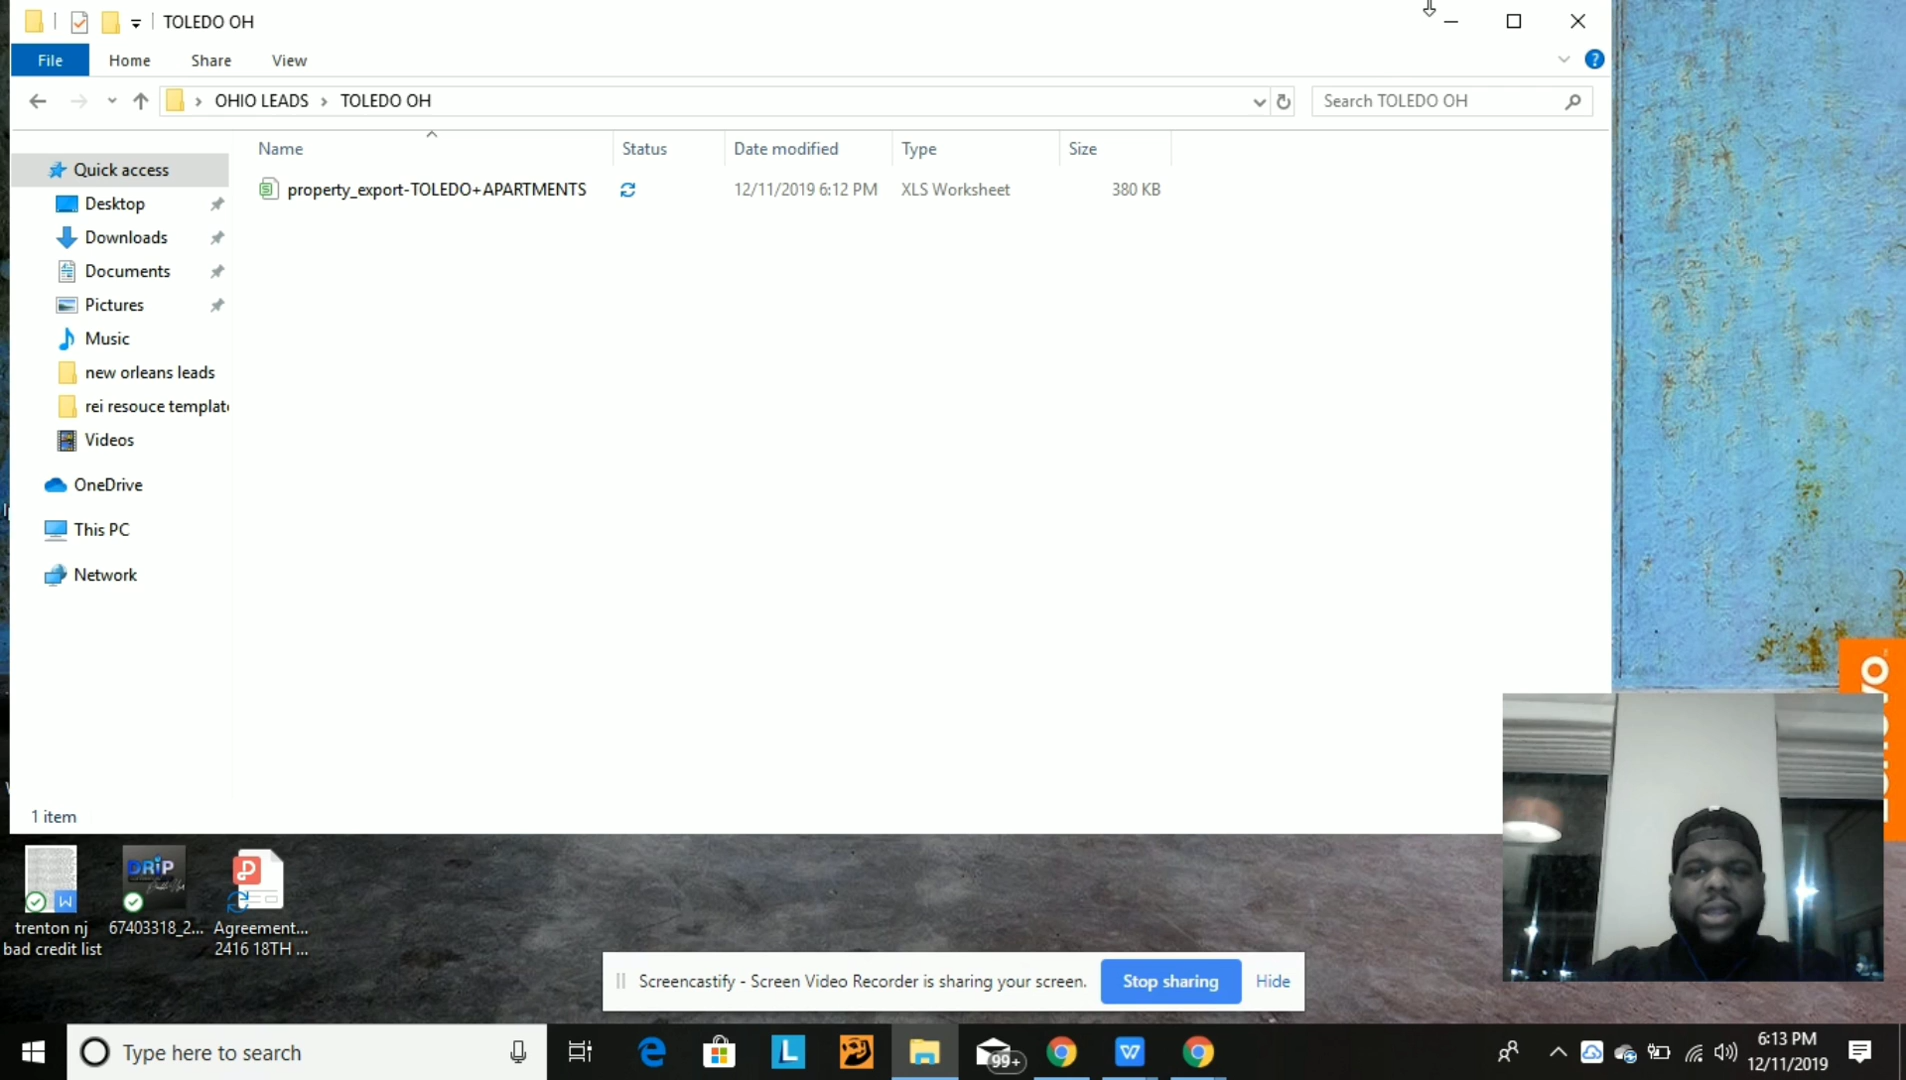 TOLEDO OH
File Home Share View
OHIO LEADS > TOLEDO OH
Search TOLEDO OH
Name Status Date modified Type Size
property_export-TOLEDO+APARTMENTS 12/11/2019 6:12 PM XLS Worksheet 380 KB
Quick access
Desktop
Downloads
Documents
Pictures
Music
new orleans leads
rei resouce template
Videos
OneDrive
This PC
Network
1 item
DRiP
trenton nj
bad credit list
67403318_2...
Agreement...
2416 18TH ...
Screencastify - Screen Video Recorder is sharing your screen. Stop sharing Hide
Type here to search
99+
6:13 PM
12/11/2019